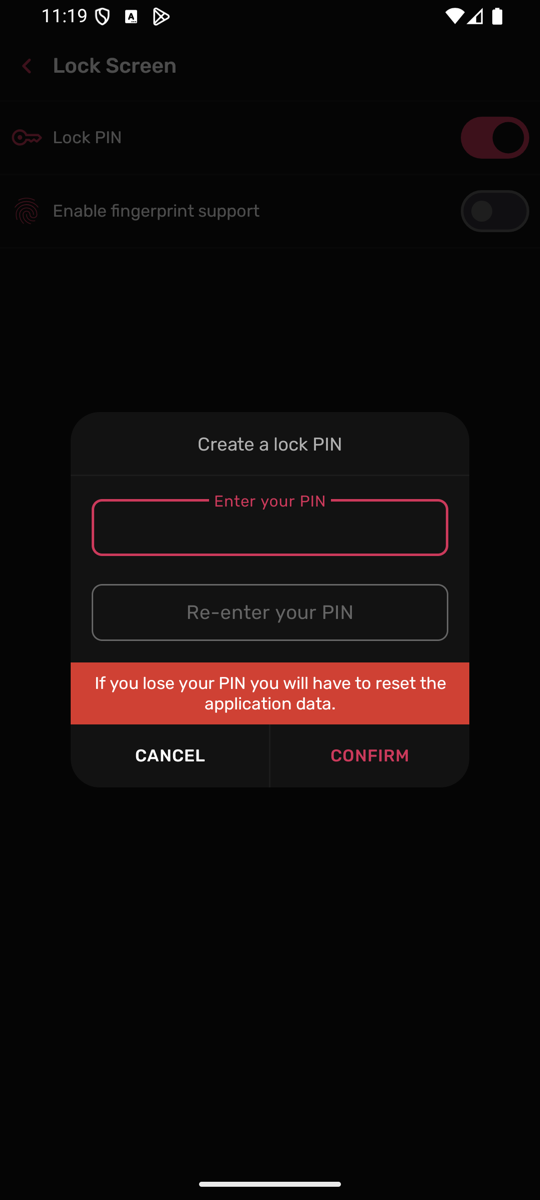 11:19
Lock Screen
Lock PIN
Enable fingerprint support
Create a lock PIN
Enter your PIN
Re-enter your PIN
If you lose your PIN you will have to reset the
application data.
CANCEL
CONFIRM